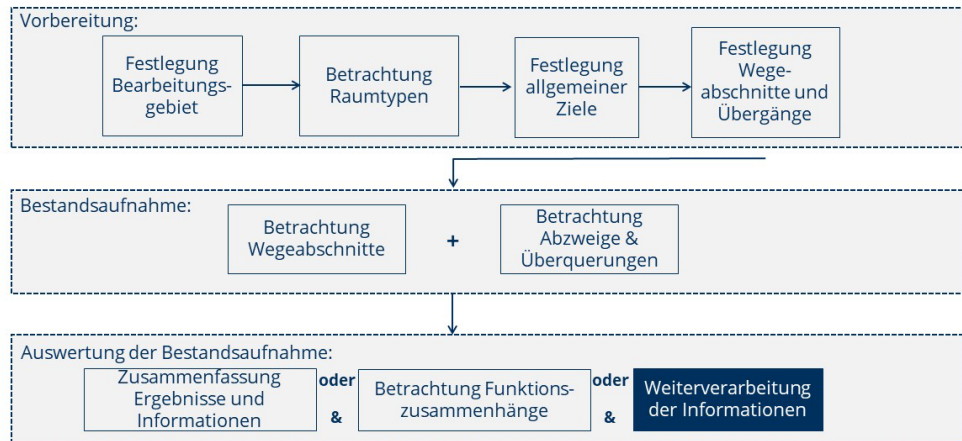 Vorbereitung:
Festlegung
Bearbeitungs-
gebiet
Betrachtung
Raumtypen
Festlegung
allgemeiner
Ziele
Festlegung
Wege-
abschnitte und
Übergänge
Bestandsaufnahme:
Betrachtung
Wegeabschnitte
+
Betrachtung
Abzweige &
Überquerungen
Auswertung der Bestandsaufnahme:
Zusammenfassung
Ergebnisse und
Informationen
oder
&
Betrachtung Funktions-
zusammenhänge
oder
&
Weiterverarbeitung
der Informationen